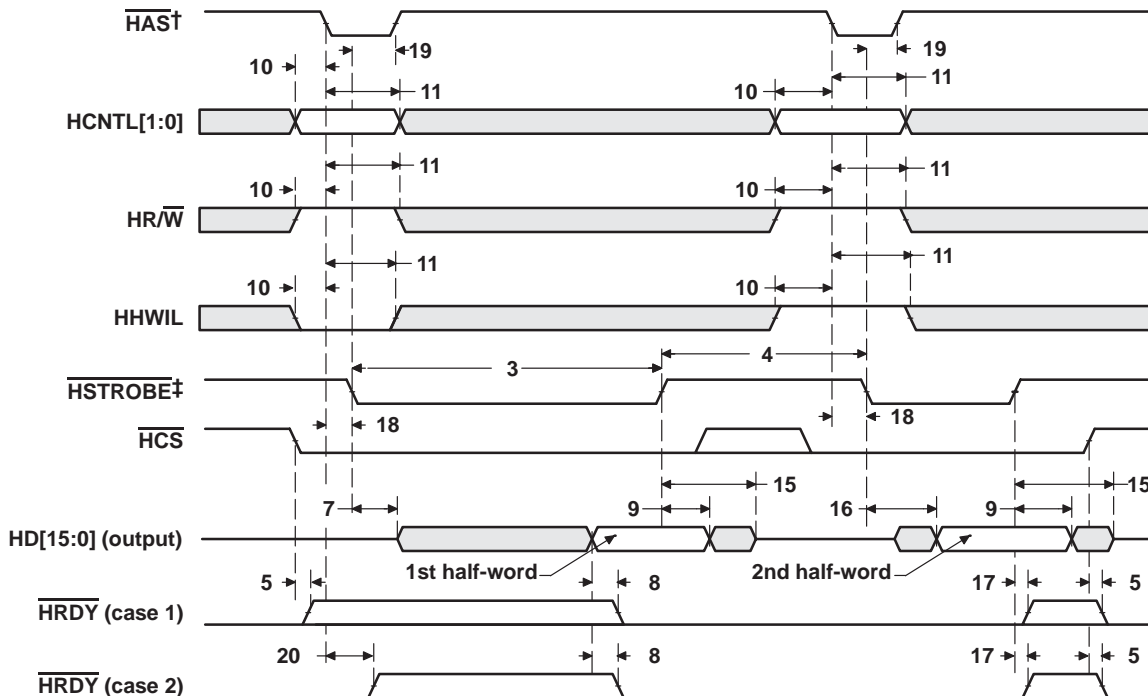 HAS†
19
19
10
11
10
11
HCNTL[1:0]
11
11
10
10
HR/W
11
11
10
10
HHWIL
3
4
HSTROBE‡
18
18
HCS
15
15
7
9
16
9
HD[15:0] (output)
1st half-word
2nd half-word
5
8
17
5
HRDY (case 1)
20
8
17
5
HRDY (case 2)